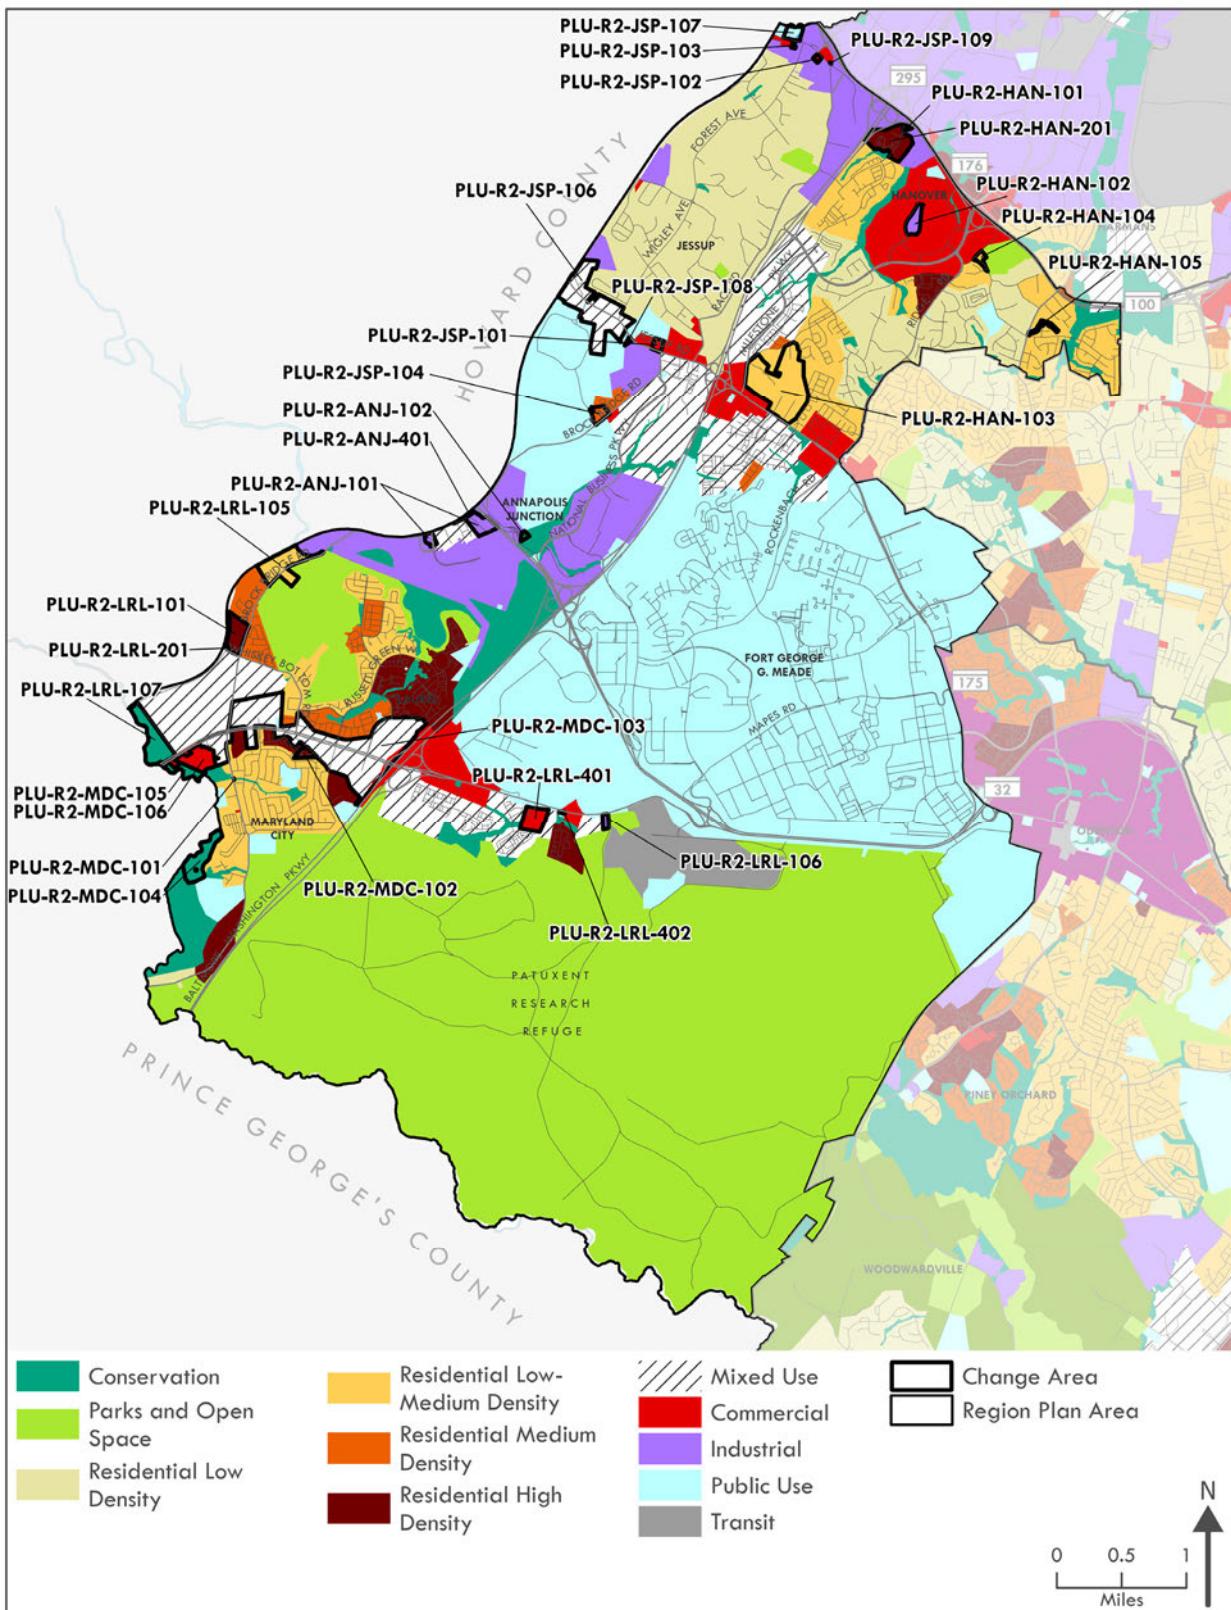 PLU-R2-JSP-107
PLU-R2-JSP-103
PLU-R2-JSP-102
PLU-R2-JSP-109
295
PLU-R2-HAN-101
PLU-R2-HAN-201
176
PLU-R2-HAN-102
PLU-R2-HAN-104
HANOVER
HARMANS
PLU-R2-HAN-105
100
FOREST AVE
WIGLEY AVE
JESSUP
PLU-R2-JSP-106
HOWARD COUNTY
RACE RD
PLU-R2-JSP-108
PLU-R2-JSP-101
PLU-R2-JSP-104
PLU-R2-ANJ-102
PLU-R2-ANJ-401
PLU-R2-HAN-103
PLU-R2-ANJ-101
PLU-R2-LRL-105
ANNAPOLIS
JUNCTION
NATIONAL BUSINESS PKWY
ROCKENBACH RD
BROCK BRIDGE RD
PLU-R2-LRL-101
PLU-R2-LRL-201
PLU-R2-LRL-107
FORT GEORGE
G. MEADE
MAPES RD
175
32
PLU-R2-MDC-103
PLU-R2-LRL-401
PLU-R2-MDC-105
PLU-R2-MDC-106
MARYLAND
CITY
PLU-R2-MDC-101
PLU-R2-MDC-104
PLU-R2-MDC-102
PLU-R2-LRL-106
PLU-R2-LRL-402
PATUXENT
RESEARCH
REFUGE
PINEY ORCHARD
PRINCE GEORGE'S COUNTY
WOODWARDVILLE
Conservation
Parks and Open
Space
Residential Low
Density
Residential Low-
Medium Density
Residential Medium
Density
Residential High
Density
Mixed Use
Commercial
Industrial
Public Use
Transit
Change Area
Region Plan Area
N
0 0.5 1
Miles